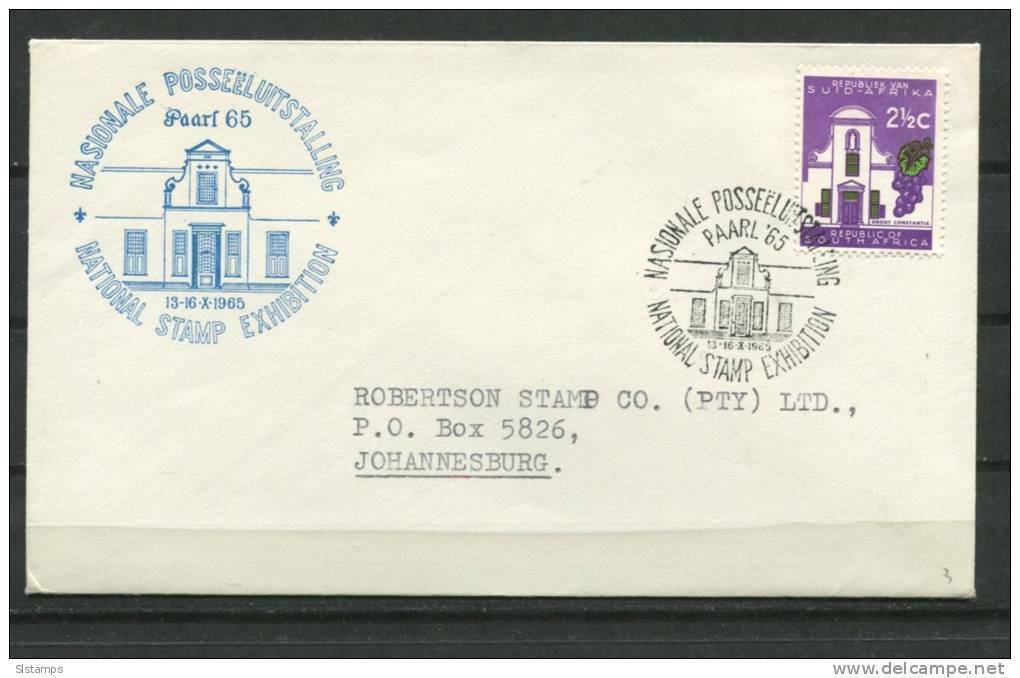 NASIONALE POSSEËLUITSTALLING
Paarl 65
13-16-X-1965
NATIONAL STAMP EXHIBITION
REPUBLIEK VAN
SUID-AFRIKA
2½C
GROOT CONSTANTIA
REPUBLIC OF
SOUTH AFRICA
NASIONALE POSSEËLUITSTALLING
PAARL '65
13-16-X-1965
NATIONAL STAMP EXHIBITION
ROBERTSON STAMP CO. (PTY) LTD.,
P.O. Box 5826,
JOHANNESBURG.
3
Slstamps
delcampe.net